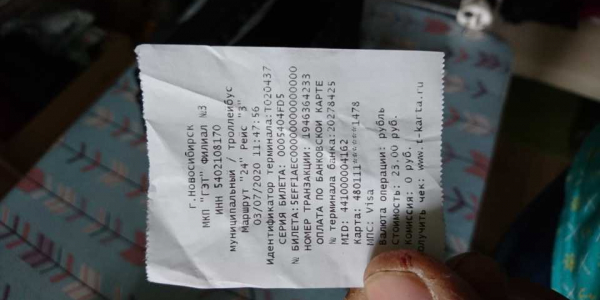 г.Новосибирск
МКП "ГЭТ" ФИЛИАЛ №3
ИНН 5402108170
муниципальный / троллейбус
Маршрут "24" Рейс "3"
03/07/2020 11:47:56
Идентификатор терминала:T020437
СЕРИЯ БИЛЕТА: 0005404FD5
№ БИЛЕТА:5EFF1AEC0000000000000000
НОМЕР ТРАНЗАКЦИИ: 1946364233
ОПЛАТА ПО БАНКОВСКОЙ КАРТЕ
№ терминала банка:20278425
MID: 441000004162
Карта: 480111******1478
МПС: Visa
Валюта операции: рубль
Стоимость: 23.00 руб.
Комиссия: 0 руб.
получить чек: www.t-karta.ru